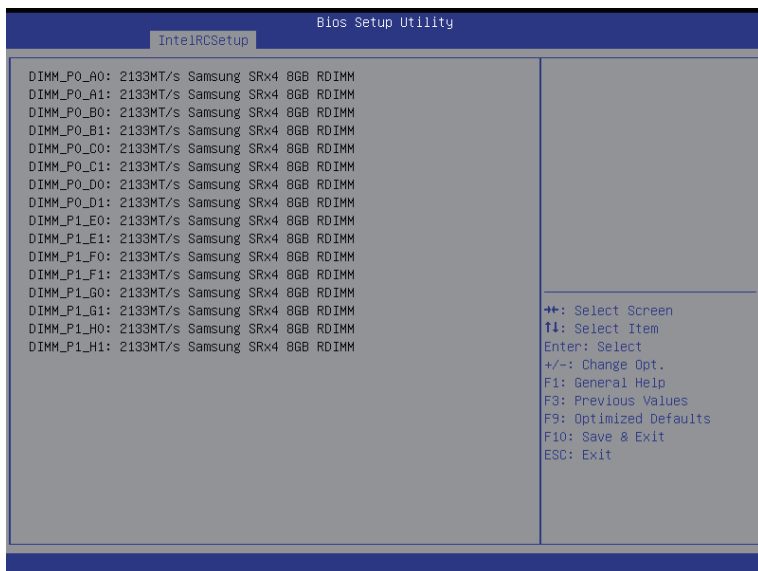 Bios Setup Utility
IntelRCSetup
DIMM_P0_A0: 2133MT/s Samsung SRx4 8GB RDIMM
DIMM_P0_A1: 2133MT/s Samsung SRx4 8GB RDIMM
DIMM_P0_B0: 2133MT/s Samsung SRx4 8GB RDIMM
DIMM_P0_B1: 2133MT/s Samsung SRx4 8GB RDIMM
DIMM_P0_C0: 2133MT/s Samsung SRx4 8GB RDIMM
DIMM_P0_C1: 2133MT/s Samsung SRx4 8GB RDIMM
DIMM_P0_D0: 2133MT/s Samsung SRx4 8GB RDIMM
DIMM_P0_D1: 2133MT/s Samsung SRx4 8GB RDIMM
DIMM_P1_E0: 2133MT/s Samsung SRx4 8GB RDIMM
DIMM_P1_E1: 2133MT/s Samsung SRx4 8GB RDIMM
DIMM_P1_F0: 2133MT/s Samsung SRx4 8GB RDIMM
DIMM_P1_F1: 2133MT/s Samsung SRx4 8GB RDIMM
DIMM_P1_G0: 2133MT/s Samsung SRx4 8GB RDIMM
DIMM_P1_G1: 2133MT/s Samsung SRx4 8GB RDIMM
DIMM_P1_H0: 2133MT/s Samsung SRx4 8GB RDIMM
DIMM_P1_H1: 2133MT/s Samsung SRx4 8GB RDIMM
→←: Select Screen
↑↓: Select Item
Enter: Select
+/-: Change Opt.
F1: General Help
F3: Previous Values
F9: Optimized Defaults
F10: Save & Exit
ESC: Exit